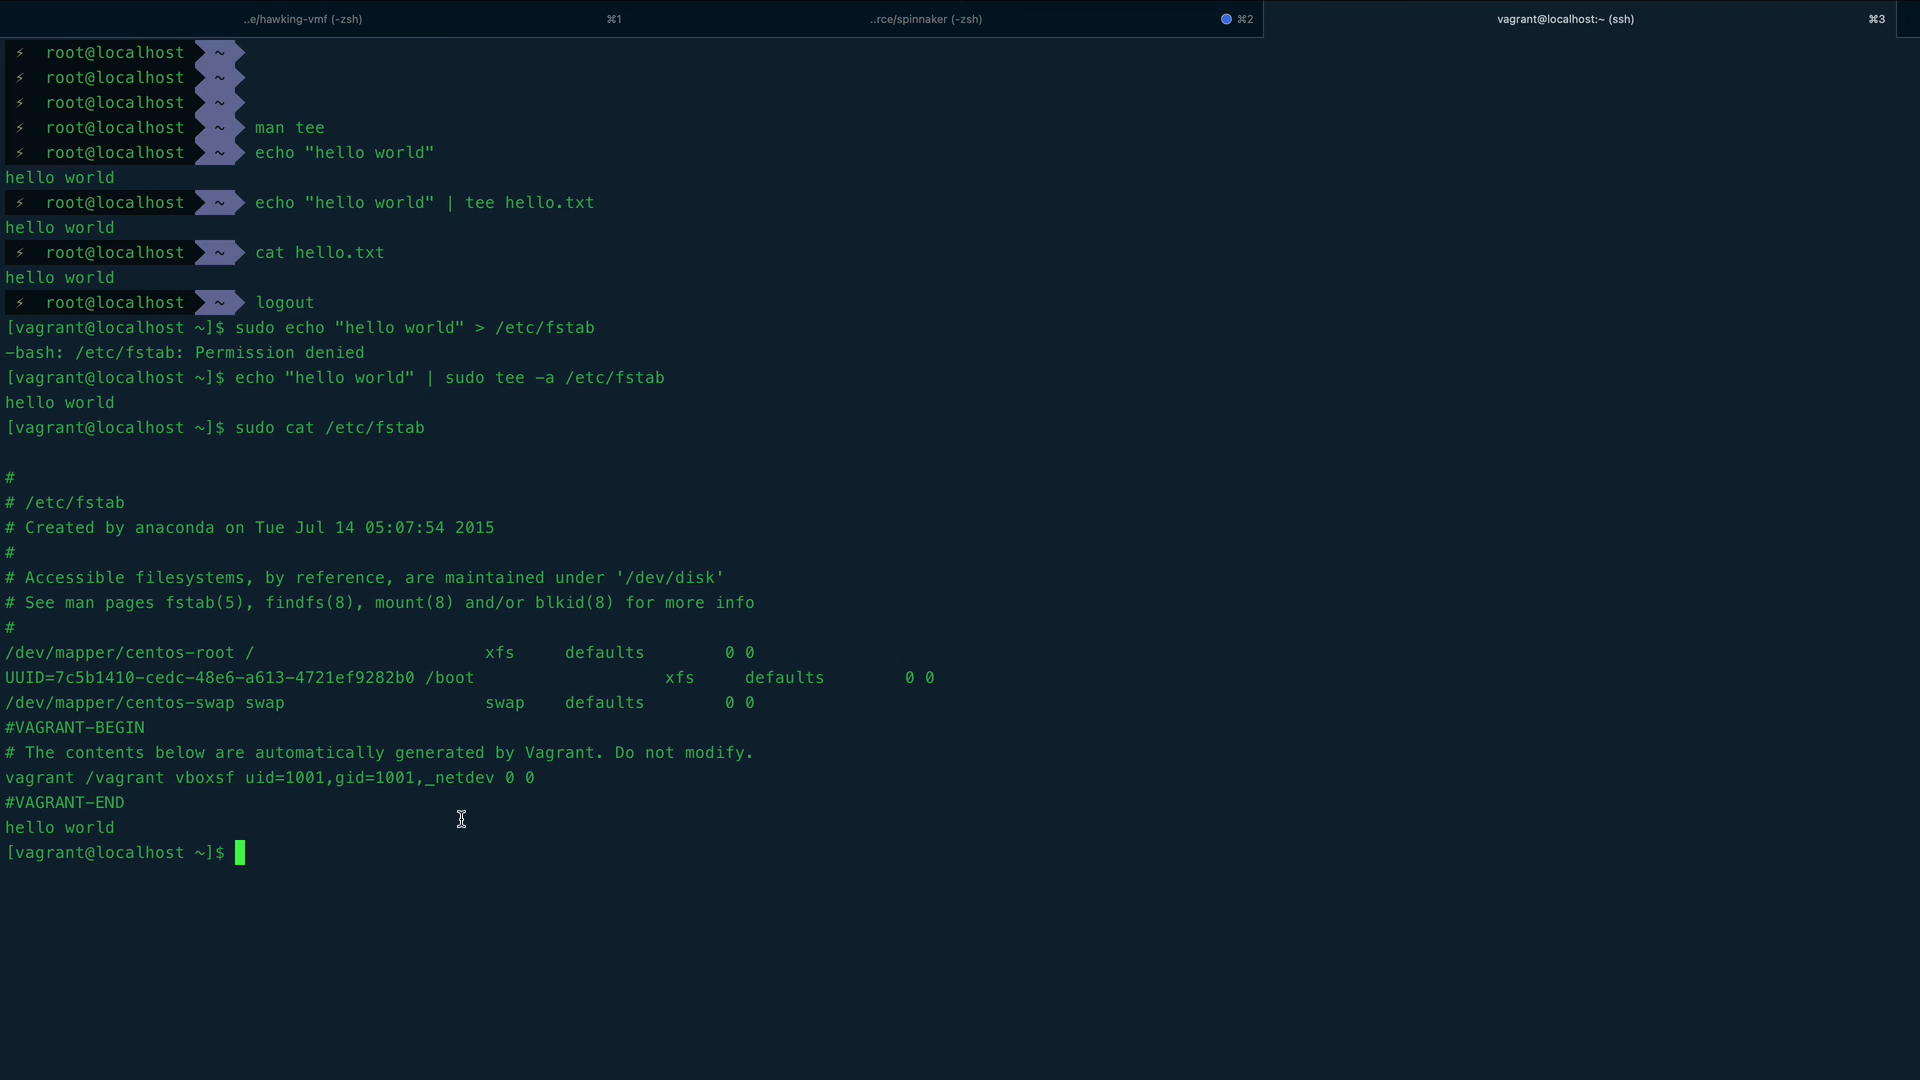 ..e/hawking-vmf (-zsh) ⌘1 ..rce/spinnaker (-zsh) ⌘2 vagrant@localhost:~ (ssh) ⌘3
⚡ root@localhost ~
⚡ root@localhost ~
⚡ root@localhost ~
⚡ root@localhost ~ man tee
⚡ root@localhost ~ echo "hello world"
hello world
⚡ root@localhost ~ echo "hello world" | tee hello.txt
hello world
⚡ root@localhost ~ cat hello.txt
hello world
⚡ root@localhost ~ logout
[vagrant@localhost ~]$ sudo echo "hello world" > /etc/fstab
-bash: /etc/fstab: Permission denied
[vagrant@localhost ~]$ echo "hello world" | sudo tee -a /etc/fstab
hello world
[vagrant@localhost ~]$ sudo cat /etc/fstab
#
# /etc/fstab
# Created by anaconda on Tue Jul 14 05:07:54 2015
#
# Accessible filesystems, by reference, are maintained under '/dev/disk'
# See man pages fstab(5), findfs(8), mount(8) and/or blkid(8) for more info
#
/dev/mapper/centos-root / xfs defaults 0 0
UUID=7c5b1410-cedc-48e6-a613-4721ef9282b0 /boot xfs defaults 0 0
/dev/mapper/centos-swap swap swap defaults 0 0
#VAGRANT-BEGIN
# The contents below are automatically generated by Vagrant. Do not modify.
vagrant /vagrant vboxsf uid=1001,gid=1001,_netdev 0 0
#VAGRANT-END
hello world
[vagrant@localhost ~]$